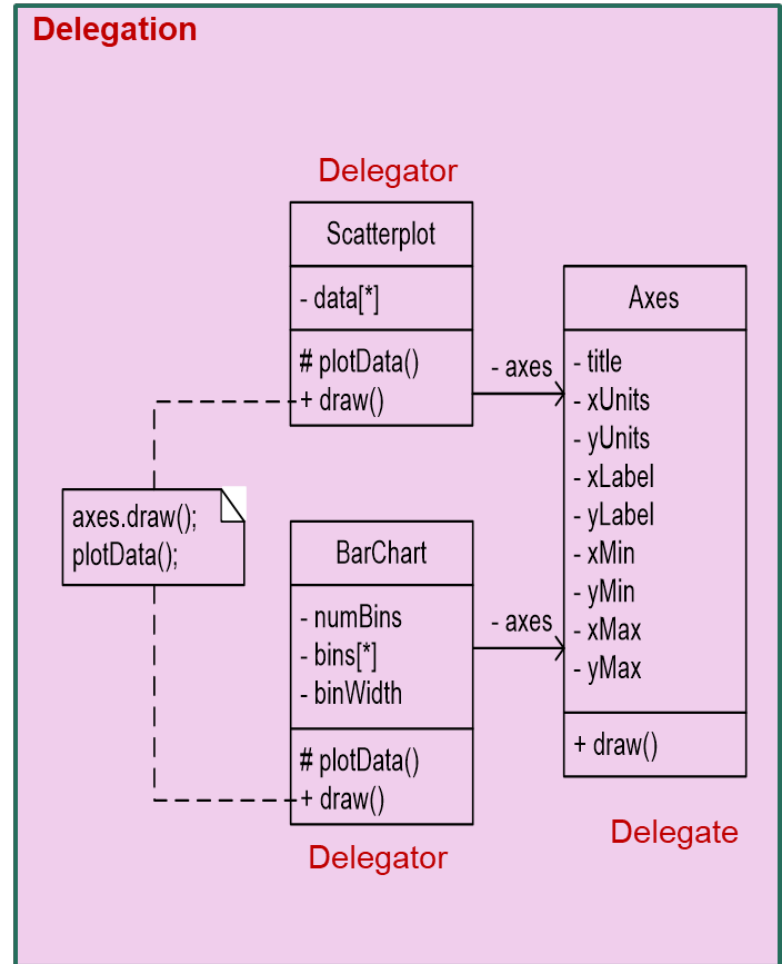 Delegation
Delegator
Scatterplot
- data[*]
# plotData()
+ draw()
- axes
Axes
- title
- xUnits
- yUnits
- xLabel
- yLabel
- xMin
- yMin
- xMax
- yMax
+ draw()
axes.draw();
plotData();
BarChart
- numBins
- bins[*]
- binWidth
# plotData()
+ draw()
- axes
Delegator
Delegate